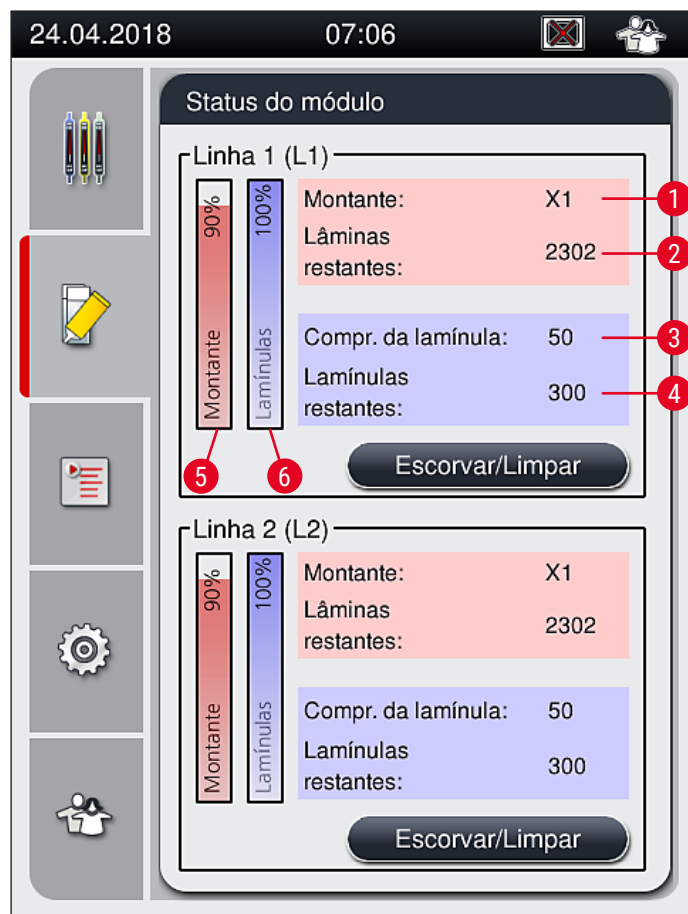 24.04.2018 07:06
Status do módulo
Linha 1 (L1)
90%
Montante
100%
Lamínulas
Montante: X1
1
Lâminas
restantes: 2302
2
Compr. da lamínula: 50
3
Lamínulas
restantes: 300
4
5
6
Escorvar/Limpar
Linha 2 (L2)
90%
Montante
100%
Lamínulas
Montante: X1
Lâminas
restantes: 2302
Compr. da lamínula: 50
Lamínulas
restantes: 300
Escorvar/Limpar